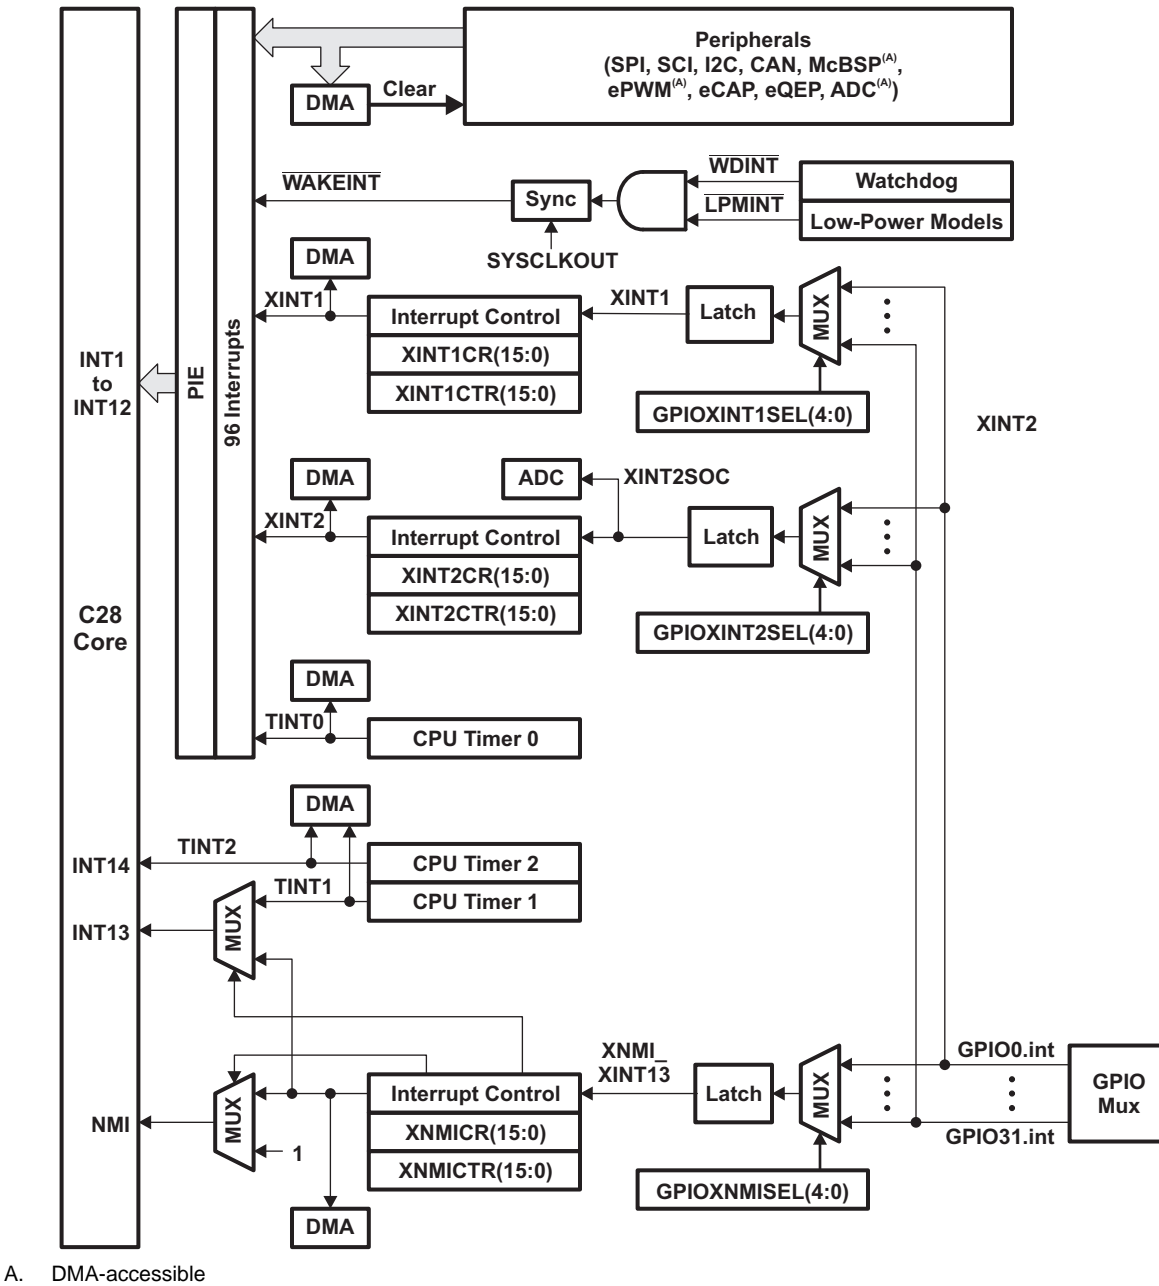 Peripherals
(SPI, SCI, I2C, CAN, McBSP(A),
ePWM(A), eCAP, eQEP, ADC(A))
DMA
Clear
WAKEINT
Sync
WDINT
LPMINT
Watchdog
Low-Power Models
SYSCLKOUT
DMA
XINT1
Interrupt Control
XINT1CR(15:0)
XINT1CTR(15:0)
XINT1
Latch
MUX
GPIOXINT1SEL(4:0)
INT1
to
INT12
PIE
96 Interrupts
XINT2
DMA
ADC
XINT2SOC
XINT2
Interrupt Control
XINT2CR(15:0)
XINT2CTR(15:0)
Latch
MUX
GPIOXINT2SEL(4:0)
C28
Core
DMA
TINT0
CPU Timer 0
DMA
INT14
TINT2
CPU Timer 2
TINT1
CPU Timer 1
INT13
MUX
XNMI_
XINT13
NMI
MUX
1
Interrupt Control
XNMICR(15:0)
XNMICTR(15:0)
Latch
MUX
GPIO0.int
GPIO31.int
GPIO
Mux
GPIOXNMISEL(4:0)
DMA
A. DMA-accessible